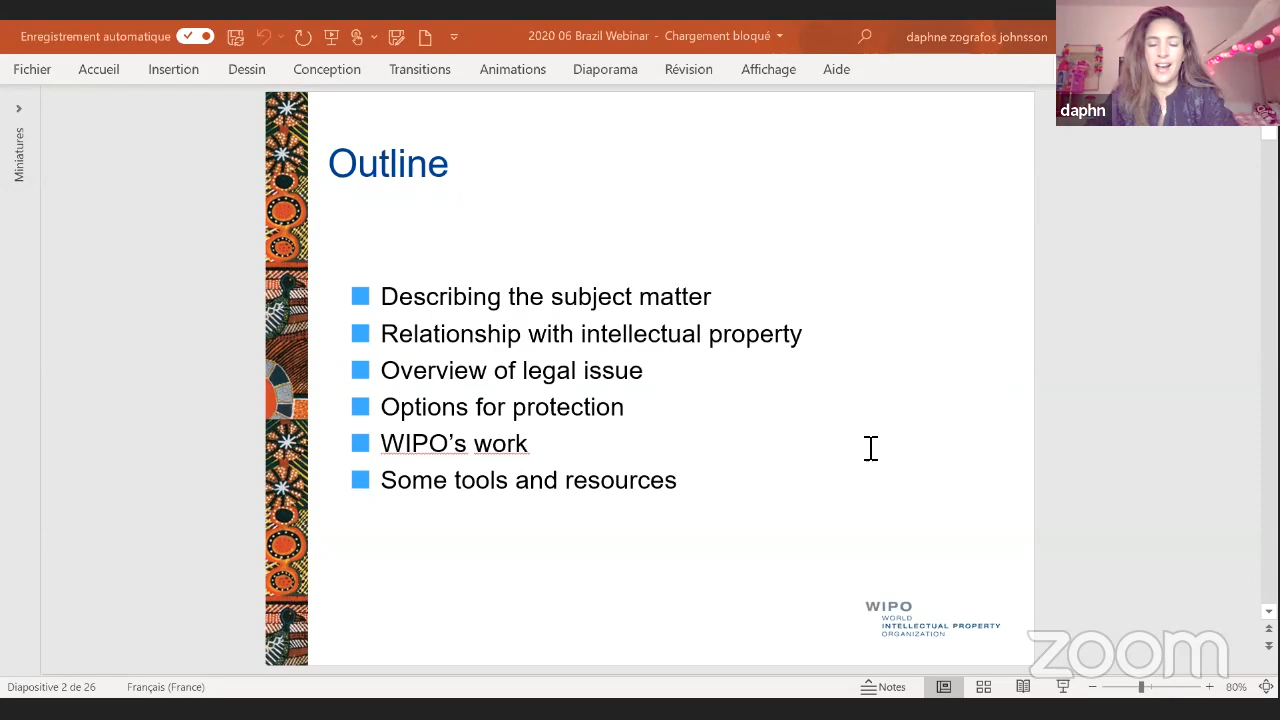 Enregistrement automatique
2020 06 Brazil Webinar - Chargement bloqué
daphne zografos johnsson
Fichier Accueil Insertion Dessin Conception Transitions Animations Diaporama Révision Affichage Aide
daphn
Miniatures
Outline
Describing the subject matter
Relationship with intellectual property
Overview of legal issue
Options for protection
WIPO’s work
Some tools and resources
WIPO
WORLD
INTELLECTUAL PROPERTY
ORGANIZATION
zoom
Diapositive 2 de 26 Français (France) Notes 80%